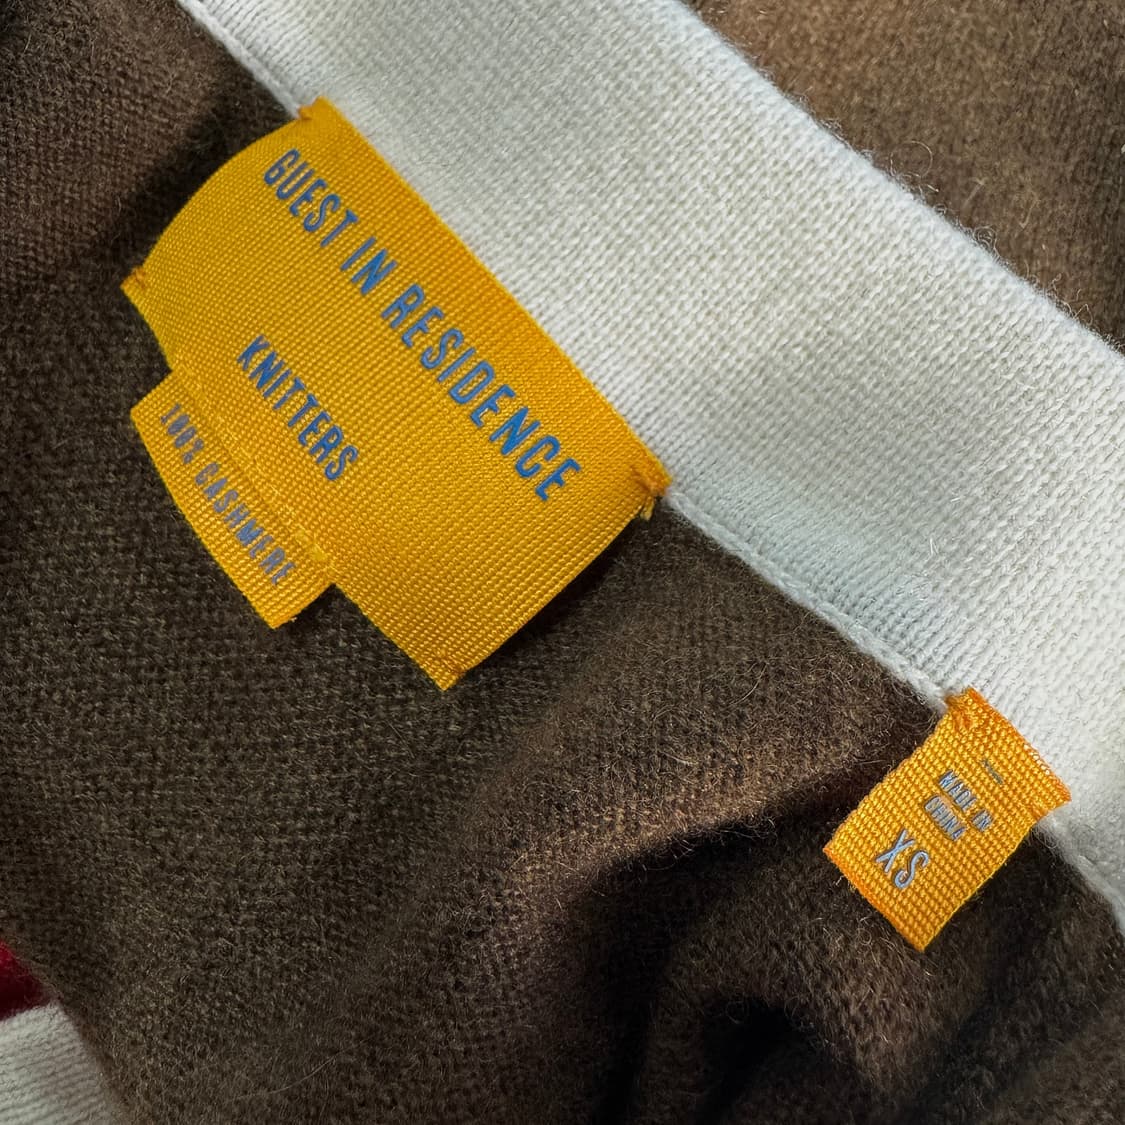 GUEST IN RESIDENCE
KNITTERS
100% CASHMERE
MADE IN
CHINA
XS